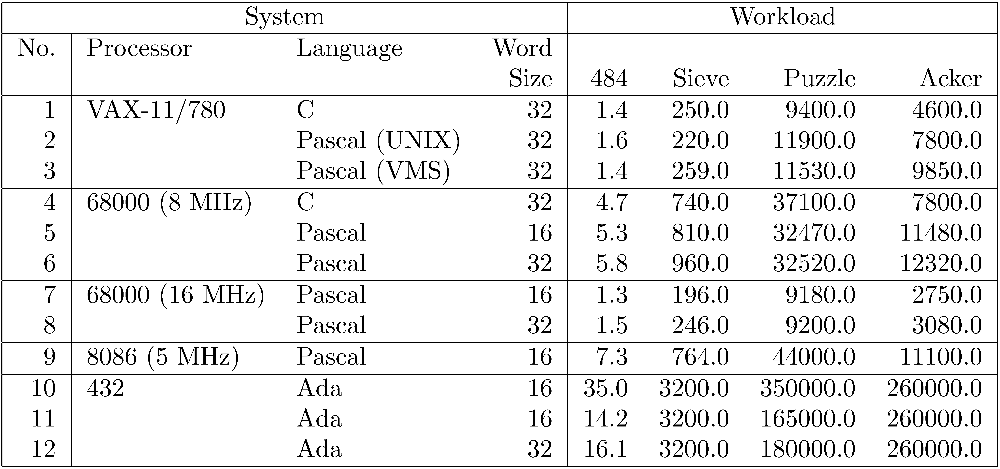 System Workload
No. Processor Language Word
Size 484 Sieve Puzzle Acker
1 VAX-11/780 C 32 1.4 250.0 9400.0 4600.0
2 Pascal (UNIX) 32 1.6 220.0 11900.0 7800.0
3 Pascal (VMS) 32 1.4 259.0 11530.0 9850.0
4 68000 (8 MHz) C 32 4.7 740.0 37100.0 7800.0
5 Pascal 16 5.3 810.0 32470.0 11480.0
6 Pascal 32 5.8 960.0 32520.0 12320.0
7 68000 (16 MHz) Pascal 16 1.3 196.0 9180.0 2750.0
8 Pascal 32 1.5 246.0 9200.0 3080.0
9 8086 (5 MHz) Pascal 16 7.3 764.0 44000.0 11100.0
10 432 Ada 16 35.0 3200.0 350000.0 260000.0
11 Ada 16 14.2 3200.0 165000.0 260000.0
12 Ada 32 16.1 3200.0 180000.0 260000.0